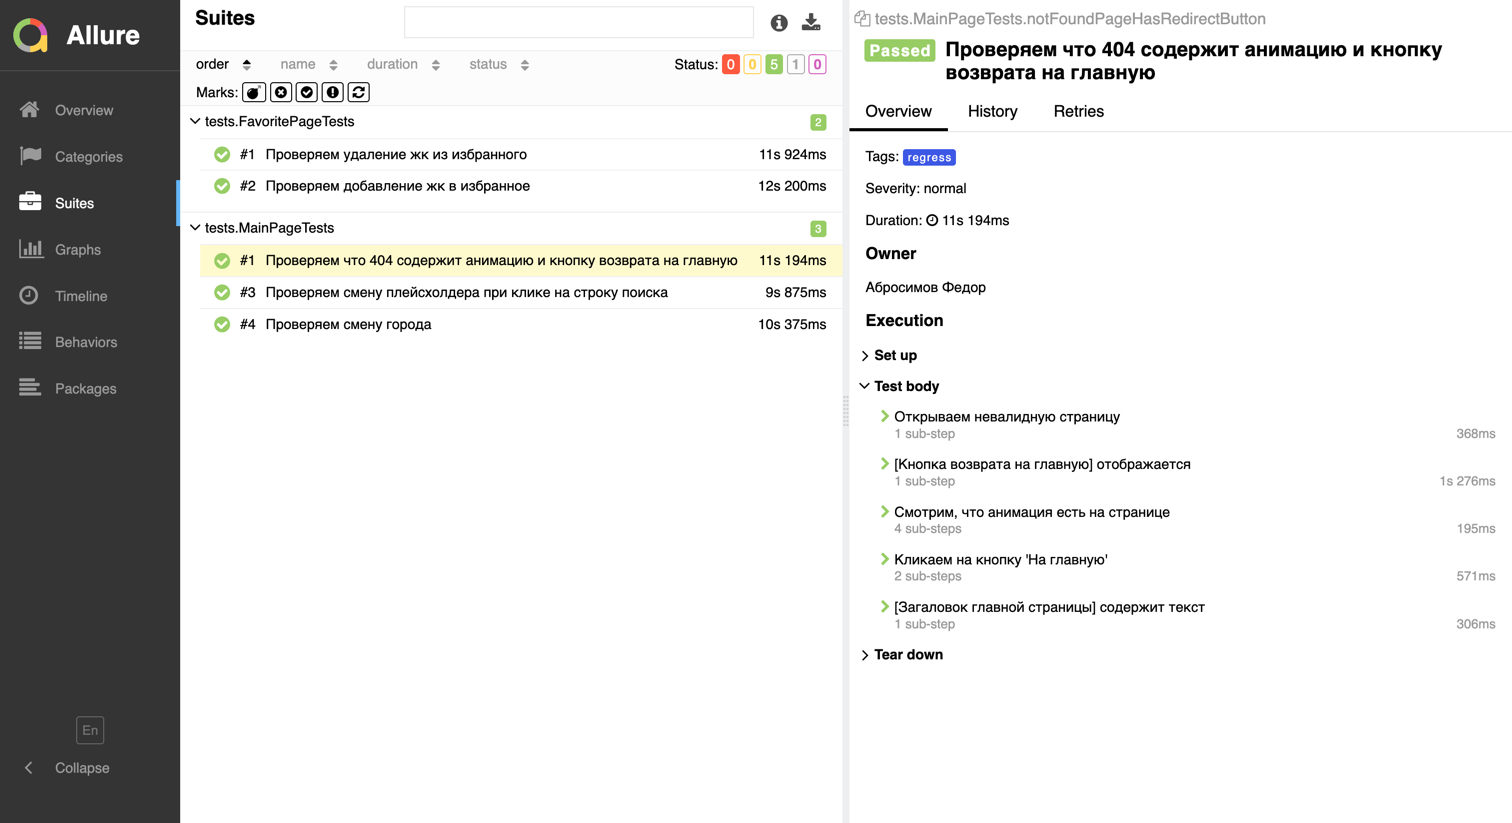 Allure
Overview
Categories
Suites
Graphs
Timeline
Behaviors
Packages
En
Collapse
Suites
order name duration status
Status: 0 0 5 1 0
Marks:
tests.FavoritePageTests 2
#1 Проверяем удаление жк из избранного 11s 924ms
#2 Проверяем добавление жк в избранное 12s 200ms
tests.MainPageTests 3
#1 Проверяем что 404 содержит анимацию и кнопку возврата на главную 11s 194ms
#3 Проверяем смену плейсхолдера при клике на строку поиска 9s 875ms
#4 Проверяем смену города 10s 375ms
tests.MainPageTests.notFoundPageHasRedirectButton
Passed Проверяем что 404 содержит анимацию и кнопку
возврата на главную
Overview History Retries
Tags: regress
Severity: normal
Duration: 11s 194ms
Owner
Абросимов Федор
Execution
Set up
Test body
Открываем невалидную страницу
1 sub-step 368ms
[Кнопка возврата на главную] отображается
1 sub-step 1s 276ms
Смотрим, что анимация есть на странице
4 sub-steps 195ms
Кликаем на кнопку 'На главную'
2 sub-steps 571ms
[Загаловок главной страницы] содержит текст
1 sub-step 306ms
Tear down